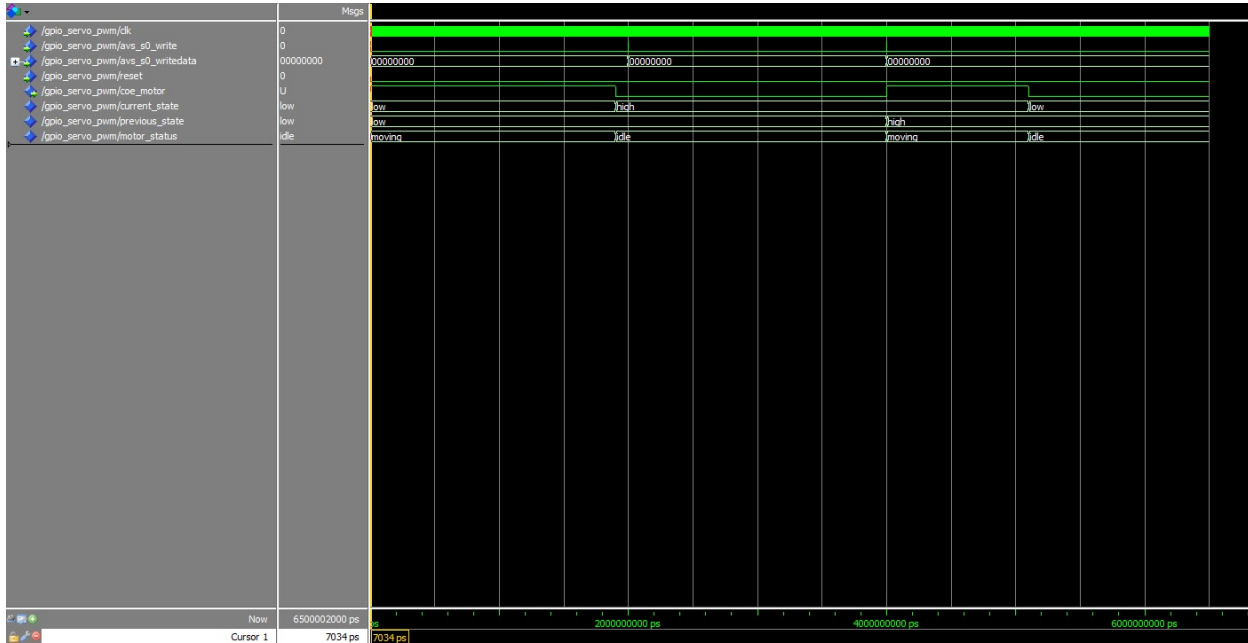 Msgs
/gpio_servo_pwm/clk 0
/gpio_servo_pwm/avs_s0_write 0
/gpio_servo_pwm/avs_s0_writedata 00000000 00000000 00000000 00000000
/gpio_servo_pwm/reset 0
/gpio_servo_pwm/coe_motor U
/gpio_servo_pwm/current_state low low high low
/gpio_servo_pwm/previous_state low low high
/gpio_servo_pwm/motor_status idle moving idle moving idle
Now 6500002000 ps ps 2000000000 ps 4000000000 ps 6000000000 ps
Cursor 1 7034 ps 7034 ps